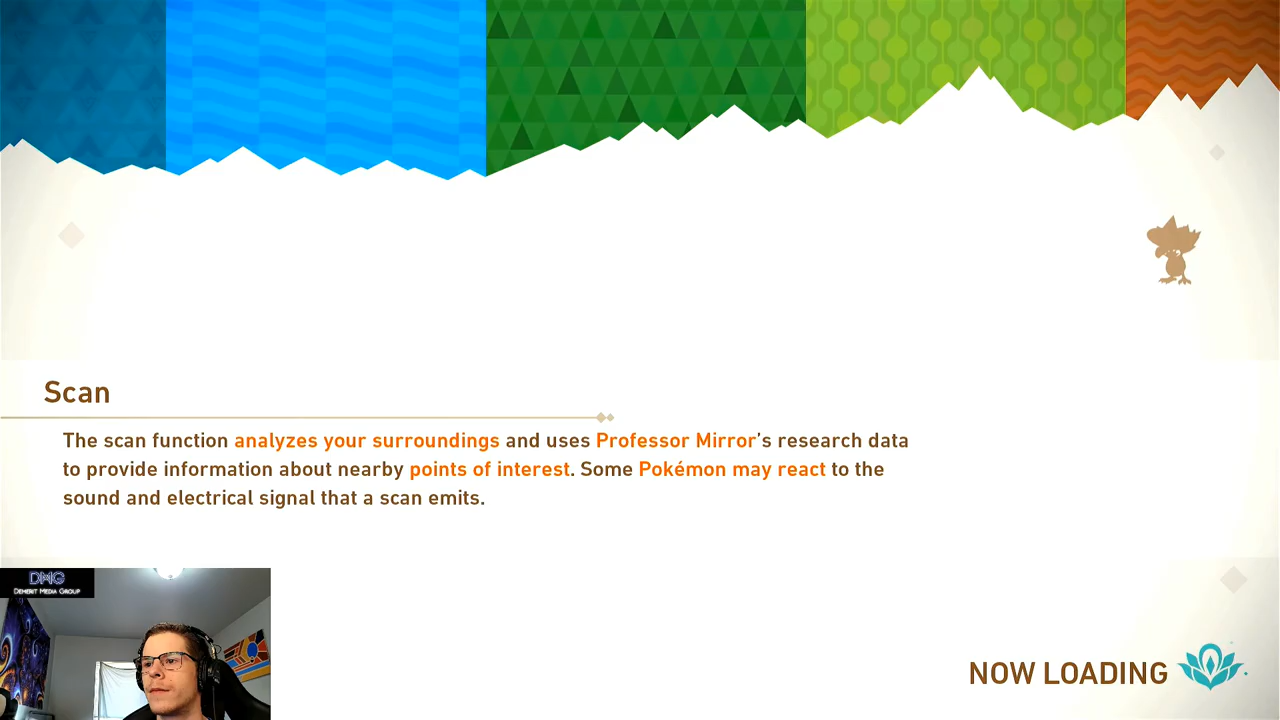 Scan
The scan function analyzes your surroundings and uses Professor Mirror's research data
to provide information about nearby points of interest. Some Pokémon may react to the
sound and electrical signal that a scan emits.
DMG
Demerit Media Group
NOW LOADING